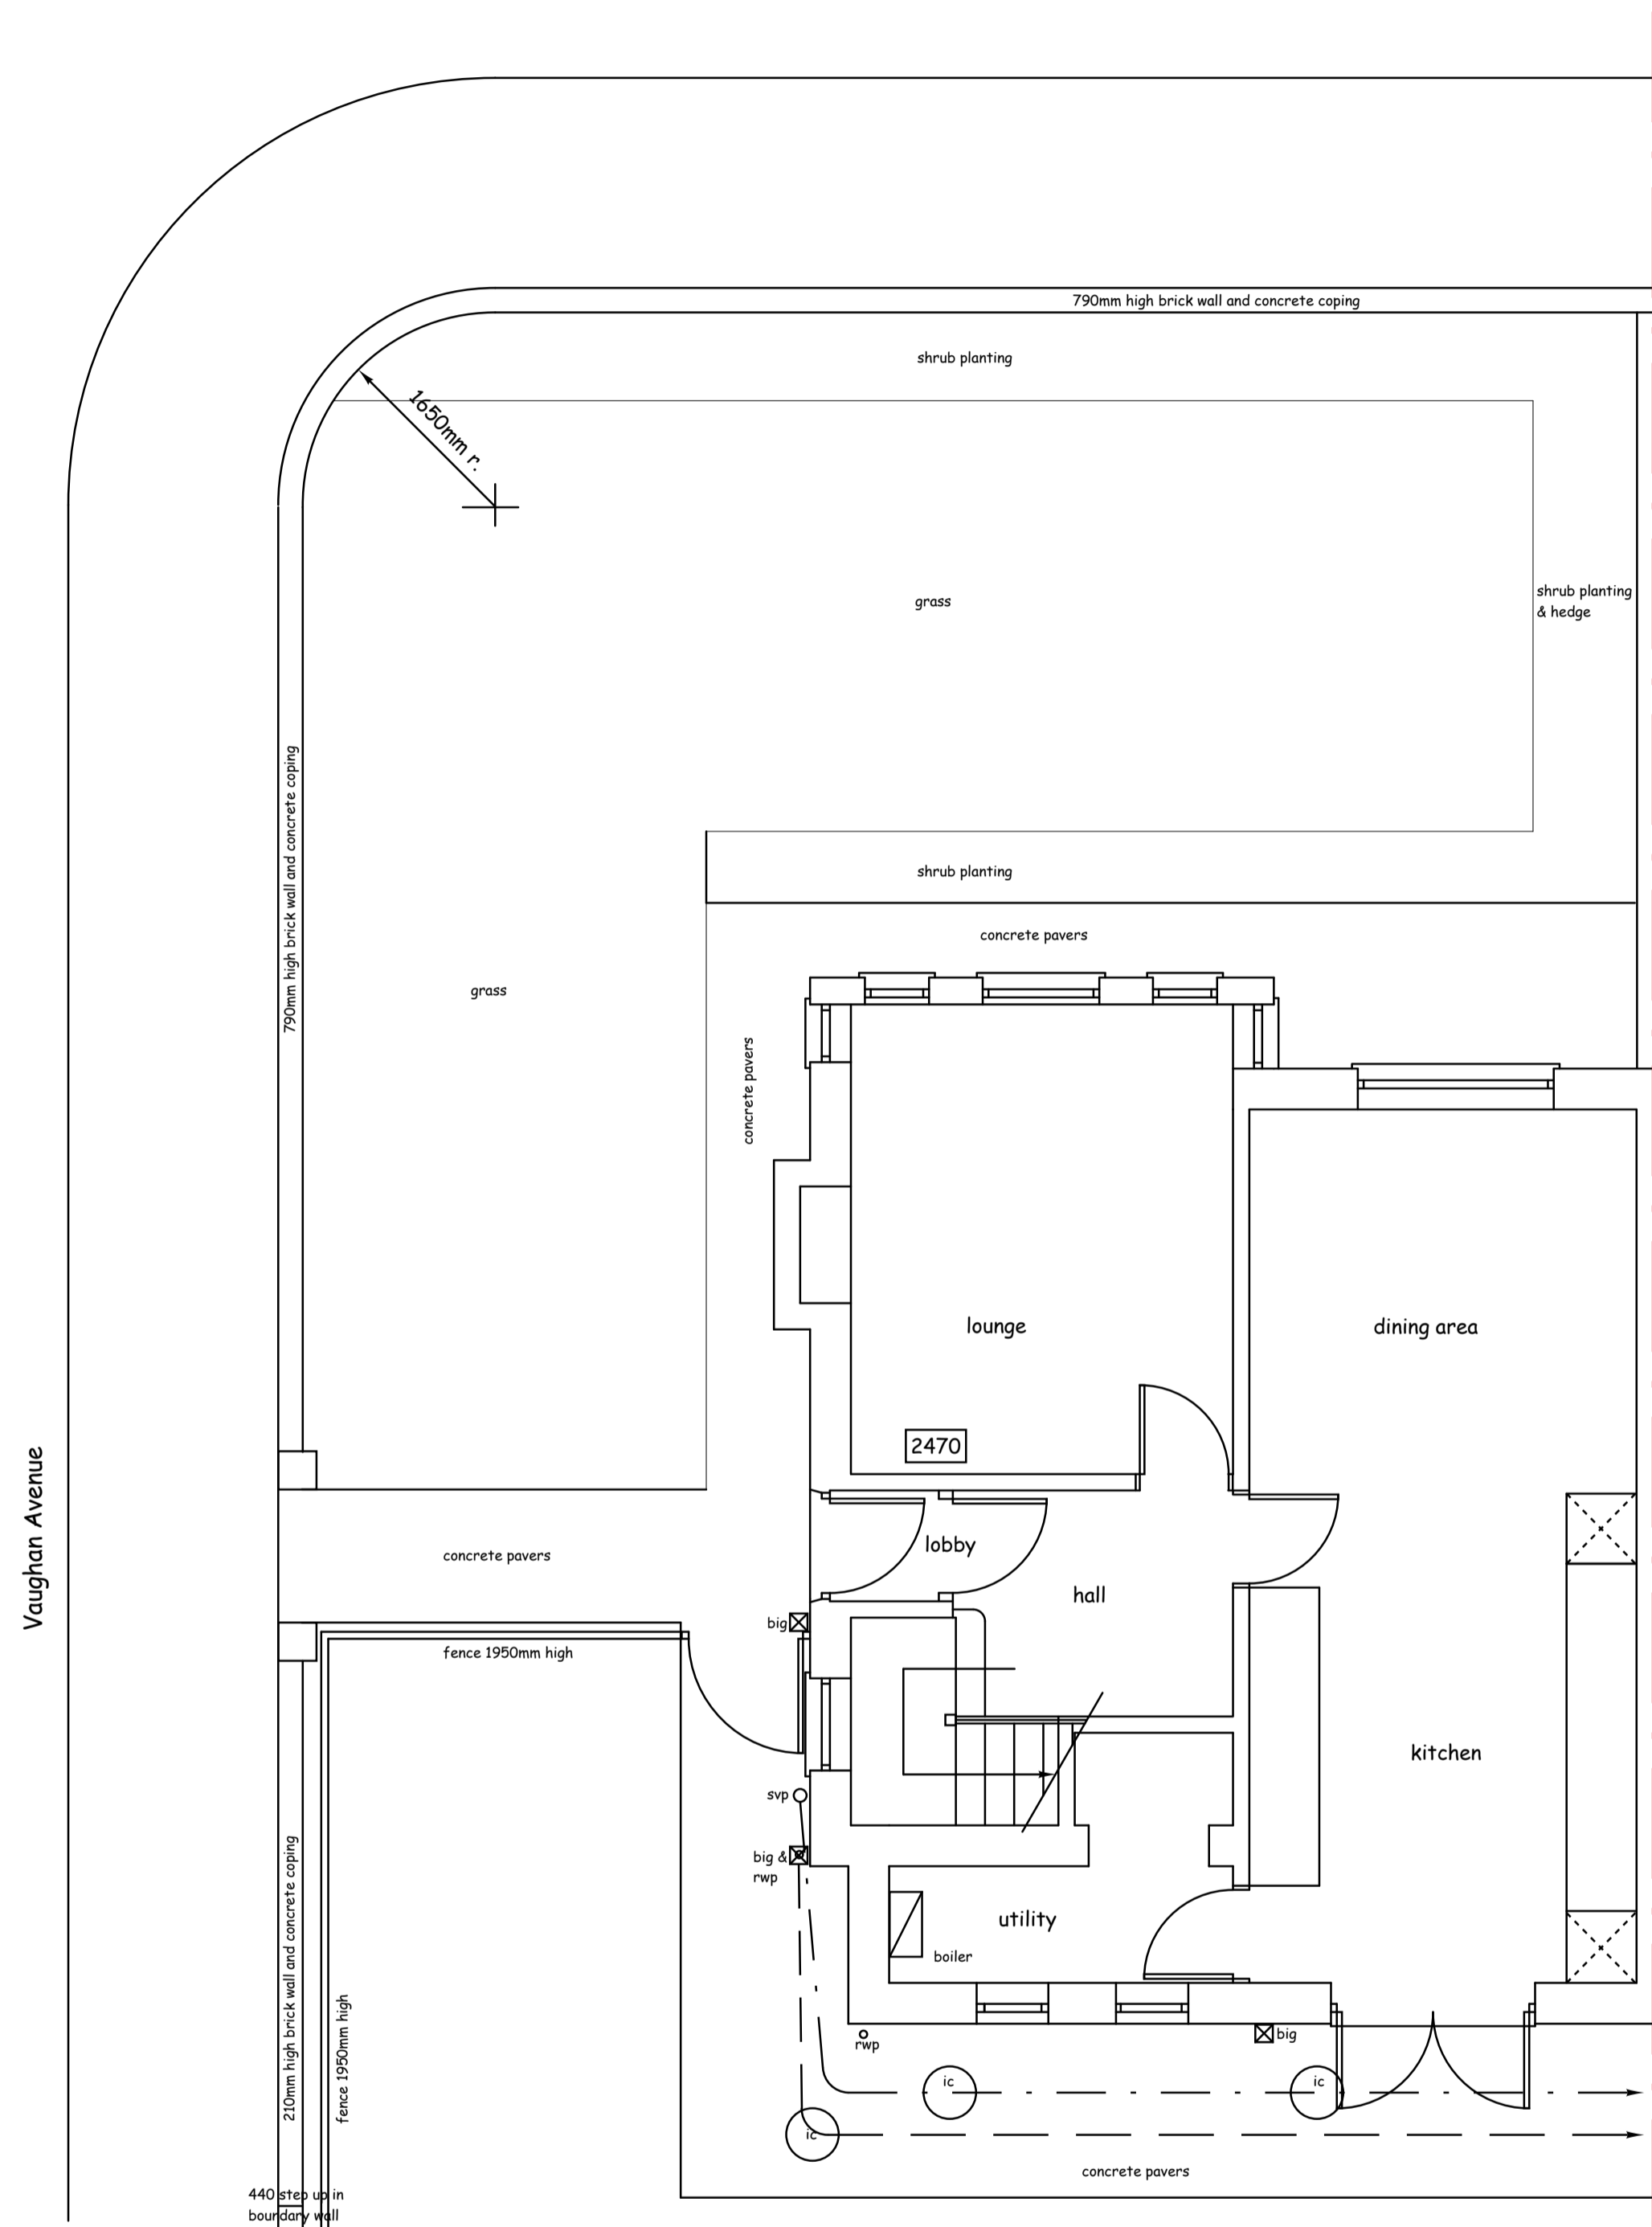 790mm high brick wall and concrete coping
shrub planting
1650mm r.
grass
shrub planting
& hedge
790mm high brick wall and concrete coping
shrub planting
concrete pavers
grass
concrete pavers
lounge
dining area
2470
Vaughan Avenue
lobby
concrete pavers
hall
big
fence 1950mm high
kitchen
svp
big &
rwp
utility
boiler
210mm high brick wall and concrete coping
fence 1950mm high
rwp
big
ic
ic
ic
concrete pavers
440 step up in
boundary wall